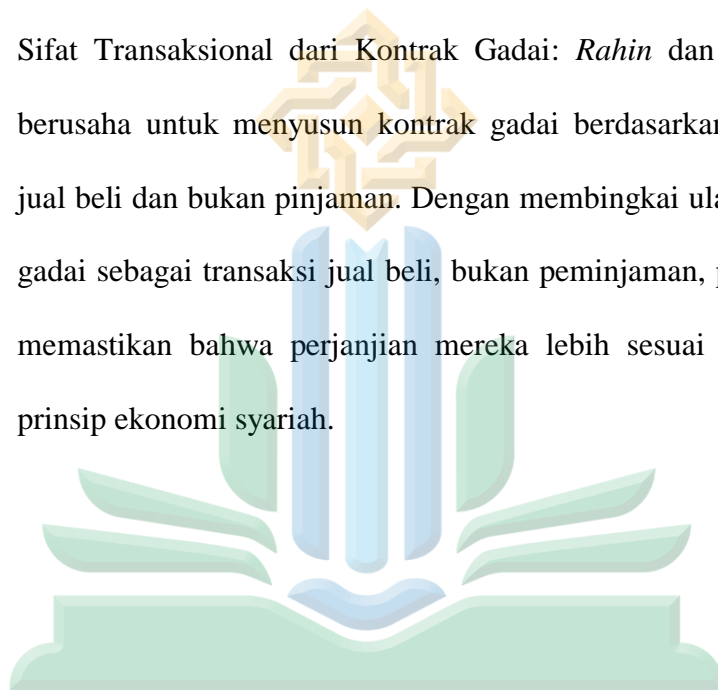 Sifat Transaksional dari Kontrak Gadai: Rahin dan
berusaha untuk menyusun kontrak gadai berdasarkan
jual beli dan bukan pinjaman. Dengan membingkai
gadai sebagai transaksi jual beli, bukan peminjaman,
memastikan bahwa perjanjian mereka lebih sesuai
prinsip ekonomi syariah.